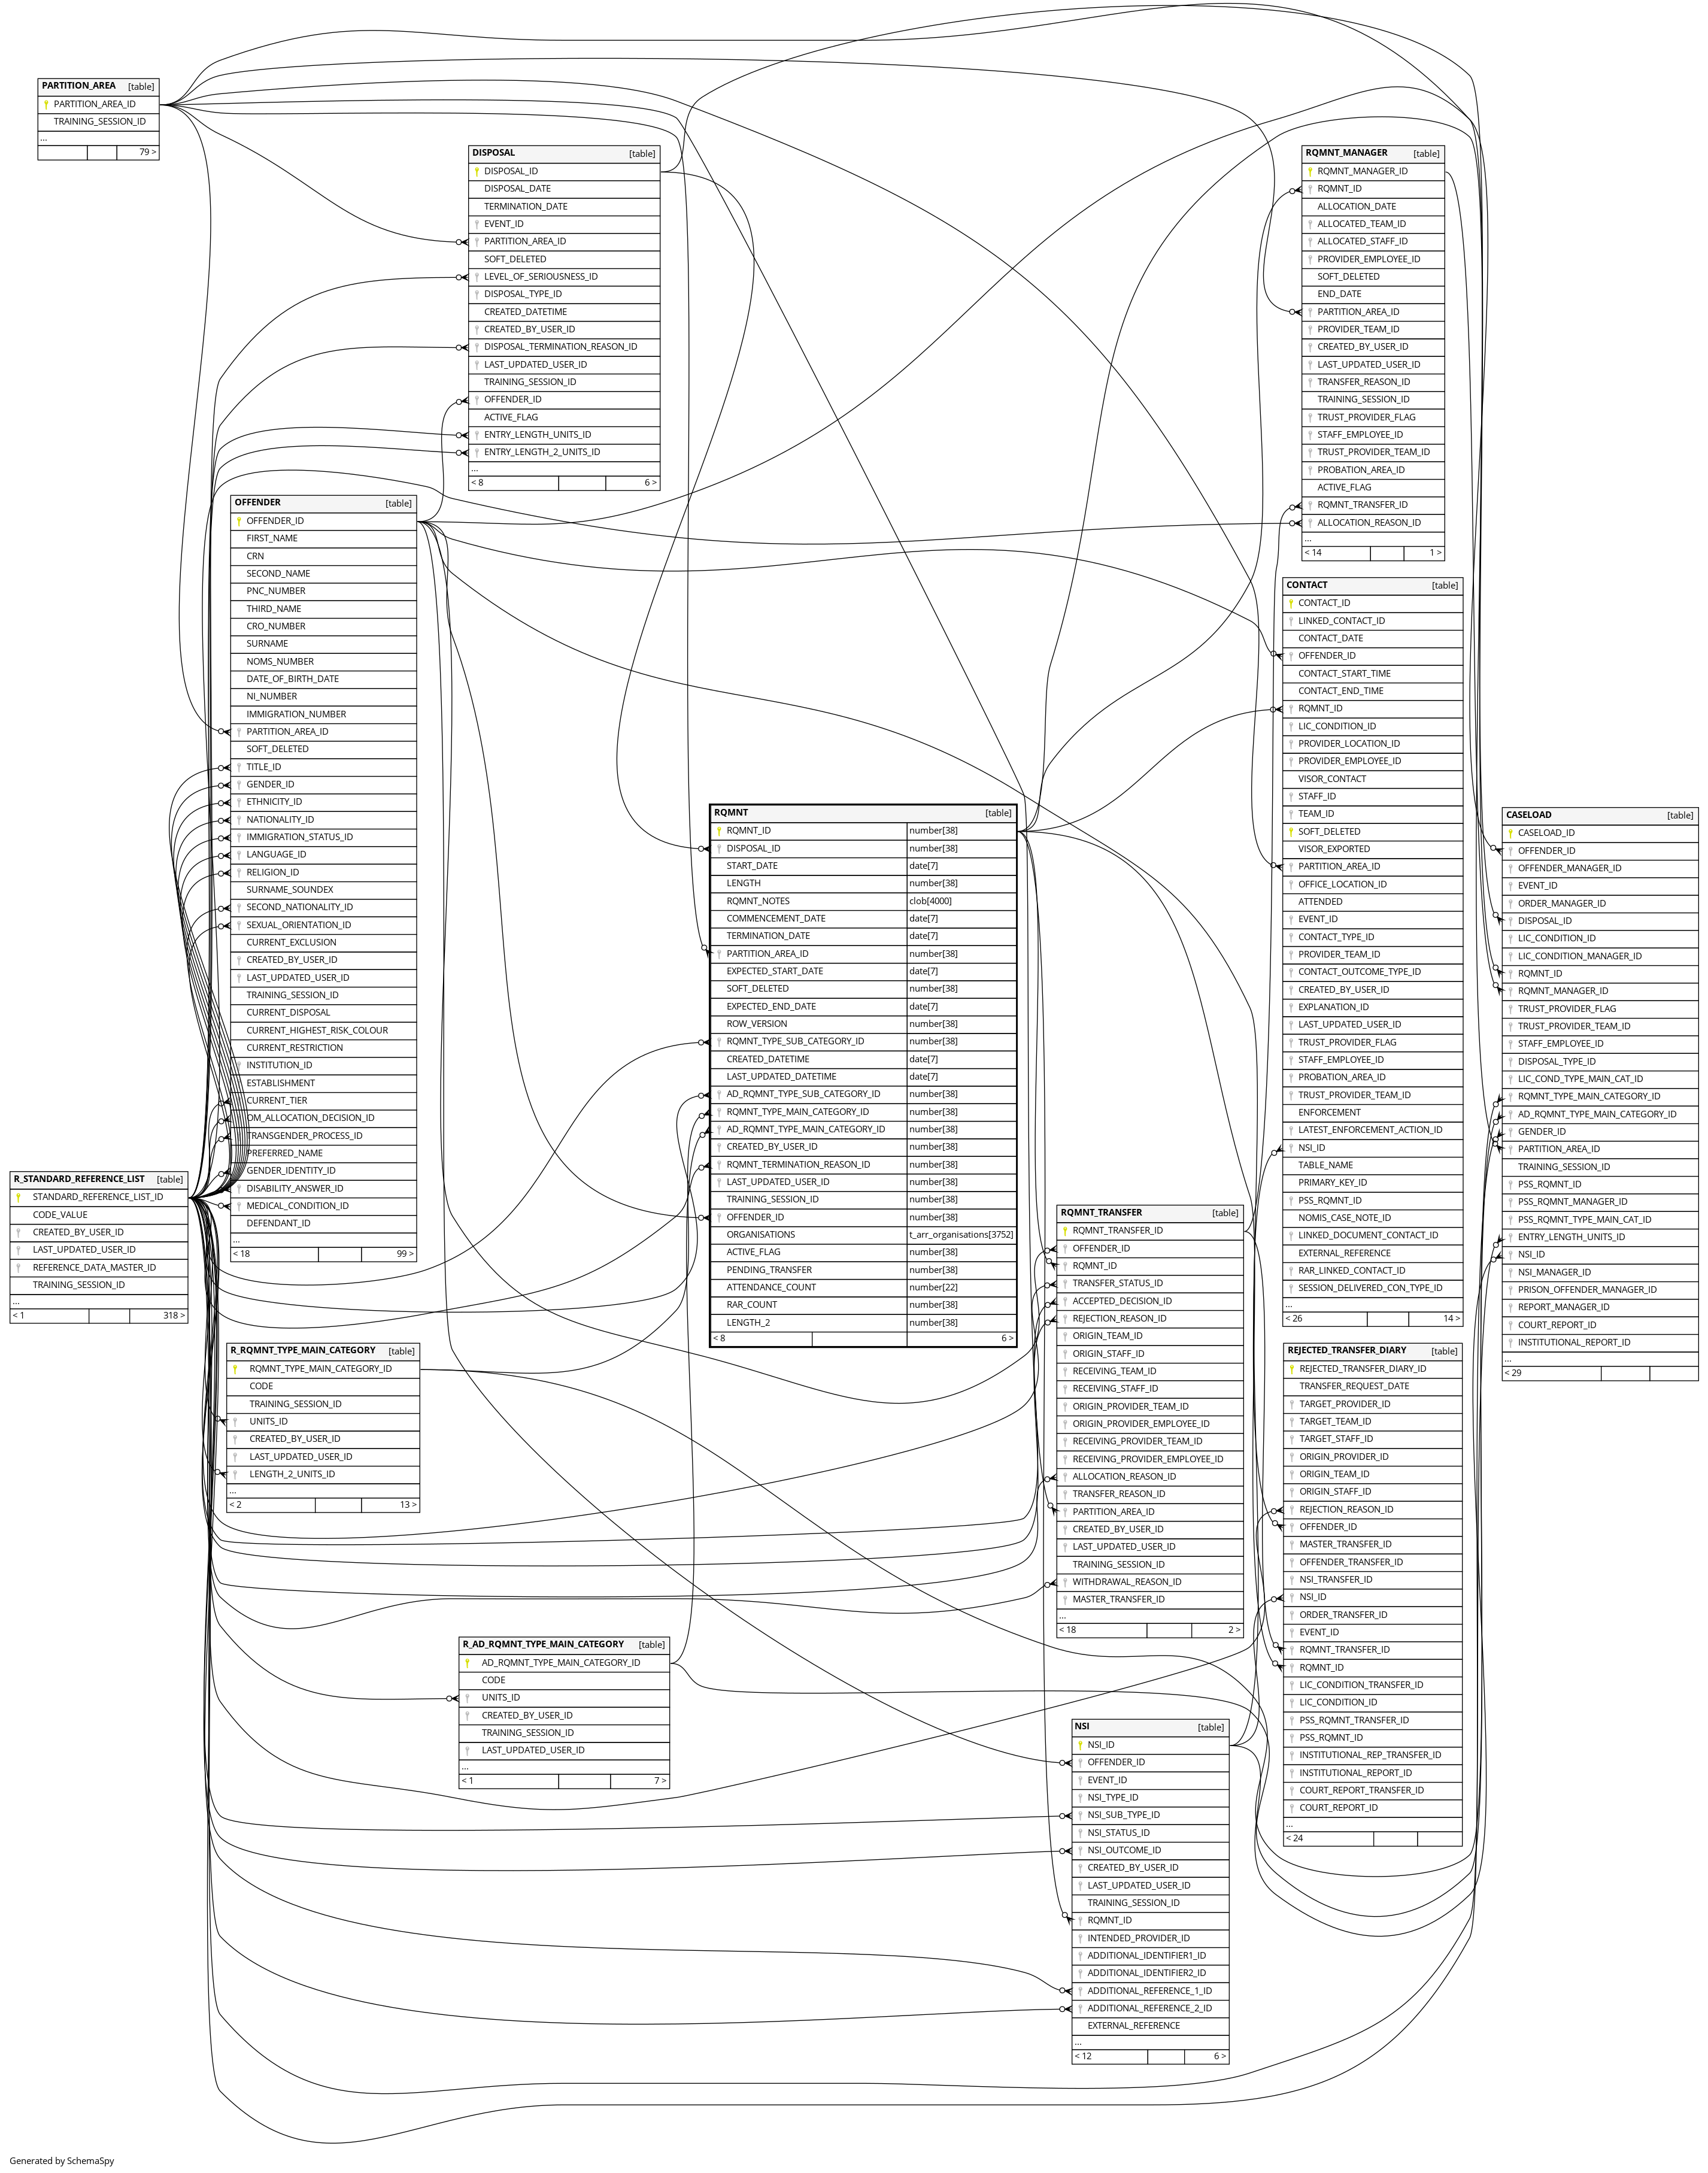 PARTITION_AREA [table]
PARTITION_AREA_ID
TRAINING_SESSION_ID
...
79 >
DISPOSAL [table]
DISPOSAL_ID
DISPOSAL_DATE
TERMINATION_DATE
EVENT_ID
PARTITION_AREA_ID
SOFT_DELETED
LEVEL_OF_SERIOUSNESS_ID
DISPOSAL_TYPE_ID
CREATED_DATETIME
CREATED_BY_USER_ID
DISPOSAL_TERMINATION_REASON_ID
LAST_UPDATED_USER_ID
TRAINING_SESSION_ID
OFFENDER_ID
ACTIVE_FLAG
ENTRY_LENGTH_UNITS_ID
ENTRY_LENGTH_2_UNITS_ID
...
< 8 6 >
RQMNT_MANAGER [table]
RQMNT_MANAGER_ID
RQMNT_ID
ALLOCATION_DATE
ALLOCATED_TEAM_ID
ALLOCATED_STAFF_ID
PROVIDER_EMPLOYEE_ID
SOFT_DELETED
END_DATE
PARTITION_AREA_ID
PROVIDER_TEAM_ID
CREATED_BY_USER_ID
LAST_UPDATED_USER_ID
TRANSFER_REASON_ID
TRAINING_SESSION_ID
TRUST_PROVIDER_FLAG
STAFF_EMPLOYEE_ID
TRUST_PROVIDER_TEAM_ID
PROBATION_AREA_ID
ACTIVE_FLAG
RQMNT_TRANSFER_ID
ALLOCATION_REASON_ID
...
< 14 1 >
OFFENDER [table]
OFFENDER_ID
FIRST_NAME
CRN
SECOND_NAME
PNC_NUMBER
THIRD_NAME
CRO_NUMBER
SURNAME
NOMS_NUMBER
DATE_OF_BIRTH_DATE
NI_NUMBER
IMMIGRATION_NUMBER
PARTITION_AREA_ID
SOFT_DELETED
TITLE_ID
GENDER_ID
ETHNICITY_ID
NATIONALITY_ID
IMMIGRATION_STATUS_ID
LANGUAGE_ID
RELIGION_ID
SURNAME_SOUNDEX
SECOND_NATIONALITY_ID
SEXUAL_ORIENTATION_ID
CURRENT_EXCLUSION
CREATED_BY_USER_ID
LAST_UPDATED_USER_ID
TRAINING_SESSION_ID
CURRENT_DISPOSAL
CURRENT_HIGHEST_RISK_COLOUR
CURRENT_RESTRICTION
INSTITUTION_ID
ESTABLISHMENT
CURRENT_TIER
OM_ALLOCATION_DECISION_ID
TRANSGENDER_PROCESS_ID
PREFERRED_NAME
GENDER_IDENTITY_ID
DISABILITY_ANSWER_ID
MEDICAL_CONDITION_ID
DEFENDANT_ID
...
< 18 99 >
CONTACT [table]
CONTACT_ID
LINKED_CONTACT_ID
CONTACT_DATE
OFFENDER_ID
CONTACT_START_TIME
CONTACT_END_TIME
RQMNT_ID
LIC_CONDITION_ID
PROVIDER_LOCATION_ID
PROVIDER_EMPLOYEE_ID
VISOR_CONTACT
STAFF_ID
TEAM_ID
SOFT_DELETED
VISOR_EXPORTED
PARTITION_AREA_ID
OFFICE_LOCATION_ID
ATTENDED
EVENT_ID
CONTACT_TYPE_ID
PROVIDER_TEAM_ID
CONTACT_OUTCOME_TYPE_ID
CREATED_BY_USER_ID
EXPLANATION_ID
LAST_UPDATED_USER_ID
TRUST_PROVIDER_FLAG
STAFF_EMPLOYEE_ID
PROBATION_AREA_ID
TRUST_PROVIDER_TEAM_ID
ENFORCEMENT
LATEST_ENFORCEMENT_ACTION_ID
NSI_ID
TABLE_NAME
PRIMARY_KEY_ID
PSS_RQMNT_ID
NOMIS_CASE_NOTE_ID
LINKED_DOCUMENT_CONTACT_ID
EXTERNAL_REFERENCE
RAR_LINKED_CONTACT_ID
SESSION_DELIVERED_CON_TYPE_ID
...
< 26 14 >
RQMNT [table]
RQMNT_ID number[38]
DISPOSAL_ID number[38]
START_DATE date[7]
LENGTH number[38]
RQMNT_NOTES clob[4000]
COMMENCEMENT_DATE date[7]
TERMINATION_DATE date[7]
PARTITION_AREA_ID number[38]
EXPECTED_START_DATE date[7]
SOFT_DELETED number[38]
EXPECTED_END_DATE date[7]
ROW_VERSION number[38]
RQMNT_TYPE_SUB_CATEGORY_ID number[38]
CREATED_DATETIME date[7]
LAST_UPDATED_DATETIME date[7]
AD_RQMNT_TYPE_SUB_CATEGORY_ID number[38]
RQMNT_TYPE_MAIN_CATEGORY_ID number[38]
AD_RQMNT_TYPE_MAIN_CATEGORY_ID number[38]
CREATED_BY_USER_ID number[38]
RQMNT_TERMINATION_REASON_ID number[38]
LAST_UPDATED_USER_ID number[38]
TRAINING_SESSION_ID number[38]
OFFENDER_ID number[38]
ORGANISATIONS t_arr_organisations[3752]
ACTIVE_FLAG number[38]
PENDING_TRANSFER number[38]
ATTENDANCE_COUNT number[22]
RAR_COUNT number[38]
LENGTH_2 number[38]
< 8 6 >
CASELOAD [table]
CASELOAD_ID
OFFENDER_ID
OFFENDER_MANAGER_ID
EVENT_ID
ORDER_MANAGER_ID
DISPOSAL_ID
LIC_CONDITION_ID
LIC_CONDITION_MANAGER_ID
RQMNT_ID
RQMNT_MANAGER_ID
TRUST_PROVIDER_FLAG
TRUST_PROVIDER_TEAM_ID
STAFF_EMPLOYEE_ID
DISPOSAL_TYPE_ID
LIC_COND_TYPE_MAIN_CAT_ID
RQMNT_TYPE_MAIN_CATEGORY_ID
AD_RQMNT_TYPE_MAIN_CATEGORY_ID
GENDER_ID
PARTITION_AREA_ID
TRAINING_SESSION_ID
PSS_RQMNT_ID
PSS_RQMNT_MANAGER_ID
PSS_RQMNT_TYPE_MAIN_CAT_ID
ENTRY_LENGTH_UNITS_ID
NSI_ID
NSI_MANAGER_ID
PRISON_OFFENDER_MANAGER_ID
REPORT_MANAGER_ID
COURT_REPORT_ID
INSTITUTIONAL_REPORT_ID
...
< 29
R_STANDARD_REFERENCE_LIST [table]
STANDARD_REFERENCE_LIST_ID
CODE_VALUE
CREATED_BY_USER_ID
LAST_UPDATED_USER_ID
REFERENCE_DATA_MASTER_ID
TRAINING_SESSION_ID
...
< 1 318 >
RQMNT_TRANSFER [table]
RQMNT_TRANSFER_ID
OFFENDER_ID
RQMNT_ID
TRANSFER_STATUS_ID
ACCEPTED_DECISION_ID
REJECTION_REASON_ID
ORIGIN_TEAM_ID
ORIGIN_STAFF_ID
RECEIVING_TEAM_ID
RECEIVING_STAFF_ID
ORIGIN_PROVIDER_TEAM_ID
ORIGIN_PROVIDER_EMPLOYEE_ID
RECEIVING_PROVIDER_TEAM_ID
RECEIVING_PROVIDER_EMPLOYEE_ID
ALLOCATION_REASON_ID
TRANSFER_REASON_ID
PARTITION_AREA_ID
CREATED_BY_USER_ID
LAST_UPDATED_USER_ID
TRAINING_SESSION_ID
WITHDRAWAL_REASON_ID
MASTER_TRANSFER_ID
...
< 18 2 >
R_RQMNT_TYPE_MAIN_CATEGORY [table]
RQMNT_TYPE_MAIN_CATEGORY_ID
CODE
TRAINING_SESSION_ID
UNITS_ID
CREATED_BY_USER_ID
LAST_UPDATED_USER_ID
LENGTH_2_UNITS_ID
...
< 2 13 >
REJECTED_TRANSFER_DIARY [table]
REJECTED_TRANSFER_DIARY_ID
TRANSFER_REQUEST_DATE
TARGET_PROVIDER_ID
TARGET_TEAM_ID
TARGET_STAFF_ID
ORIGIN_PROVIDER_ID
ORIGIN_TEAM_ID
ORIGIN_STAFF_ID
REJECTION_REASON_ID
OFFENDER_ID
MASTER_TRANSFER_ID
OFFENDER_TRANSFER_ID
NSI_TRANSFER_ID
NSI_ID
ORDER_TRANSFER_ID
EVENT_ID
RQMNT_TRANSFER_ID
RQMNT_ID
LIC_CONDITION_TRANSFER_ID
LIC_CONDITION_ID
PSS_RQMNT_TRANSFER_ID
PSS_RQMNT_ID
INSTITUTIONAL_REP_TRANSFER_ID
INSTITUTIONAL_REPORT_ID
COURT_REPORT_TRANSFER_ID
COURT_REPORT_ID
...
< 24
R_AD_RQMNT_TYPE_MAIN_CATEGORY [table]
AD_RQMNT_TYPE_MAIN_CATEGORY_ID
CODE
UNITS_ID
CREATED_BY_USER_ID
TRAINING_SESSION_ID
LAST_UPDATED_USER_ID
...
< 1 7 >
NSI [table]
NSI_ID
OFFENDER_ID
EVENT_ID
NSI_TYPE_ID
NSI_SUB_TYPE_ID
NSI_STATUS_ID
NSI_OUTCOME_ID
CREATED_BY_USER_ID
LAST_UPDATED_USER_ID
TRAINING_SESSION_ID
RQMNT_ID
INTENDED_PROVIDER_ID
ADDITIONAL_IDENTIFIER1_ID
ADDITIONAL_IDENTIFIER2_ID
ADDITIONAL_REFERENCE_1_ID
ADDITIONAL_REFERENCE_2_ID
EXTERNAL_REFERENCE
...
< 12 6 >
Generated by SchemaSpy